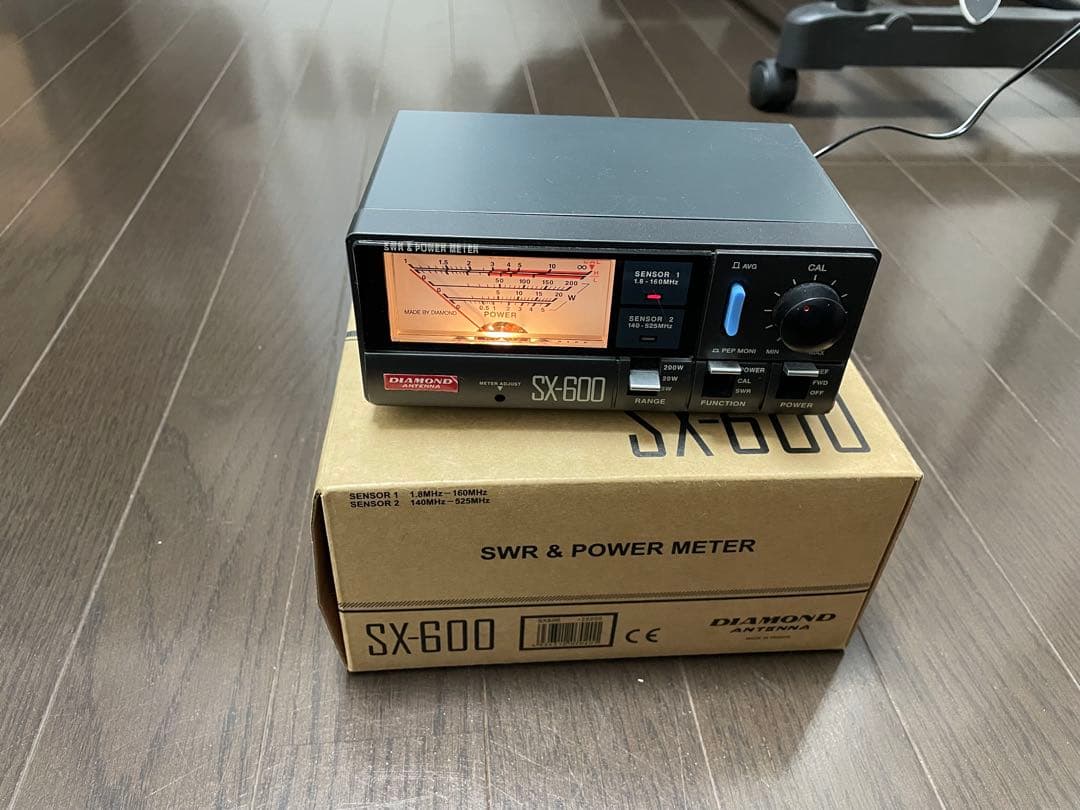 SWR & POWER METER
1 1.5 2 3 4 5 10 ∞
50 100 150 200
5 10 15 20 W
MADE BY DIAMOND
POWER
SENSOR 1
1.8 - 160MHz
SENSOR 2
140 - 525MHz
AVG
PEP MONI
CAL
MIN MAX
DIAMOND
ANTENNA
METER ADJUST
SX-600
200W
20W
5W
RANGE
POWER
CAL
SWR
FUNCTION
REF
FWD
OFF
POWER
SX-600
SENSOR 1 1.8MHz-160MHz
SENSOR 2 140MHz-525MHz
SWR & POWER METER
SX-600
CE
DIAMOND
ANTENNA